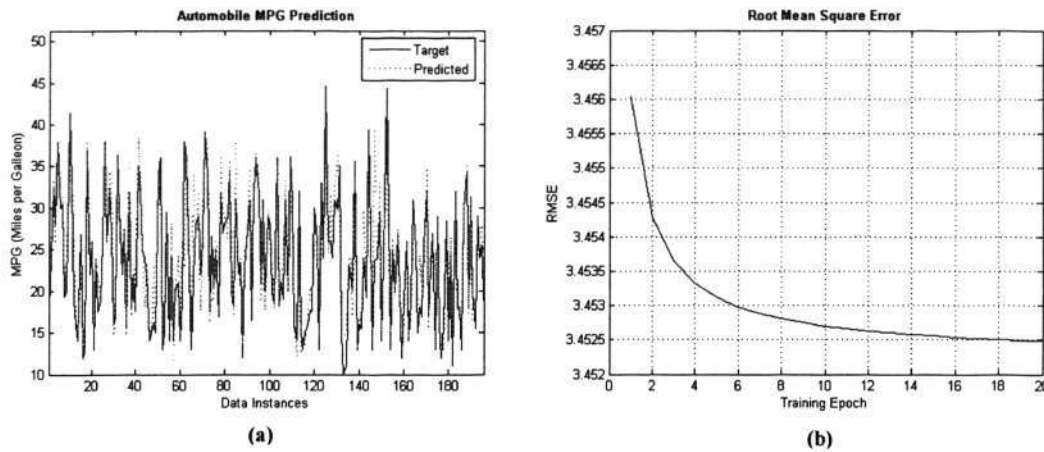 Automobile MPG Prediction
50
45
40
35
30
25
20
15
10
MPG (Miles per Galleon)
Target
Predicted
20 40 60 80 100 120 140 160 180
Data Instances
(a)
Root Mean Square Error
3.457
3.4565
3.456
3.4555
3.455
3.4545
3.454
3.4535
3.453
3.4525
3.452
RMSE
0 2 4 6 8 10 12 14 16 18 20
Training Epoch
(b)